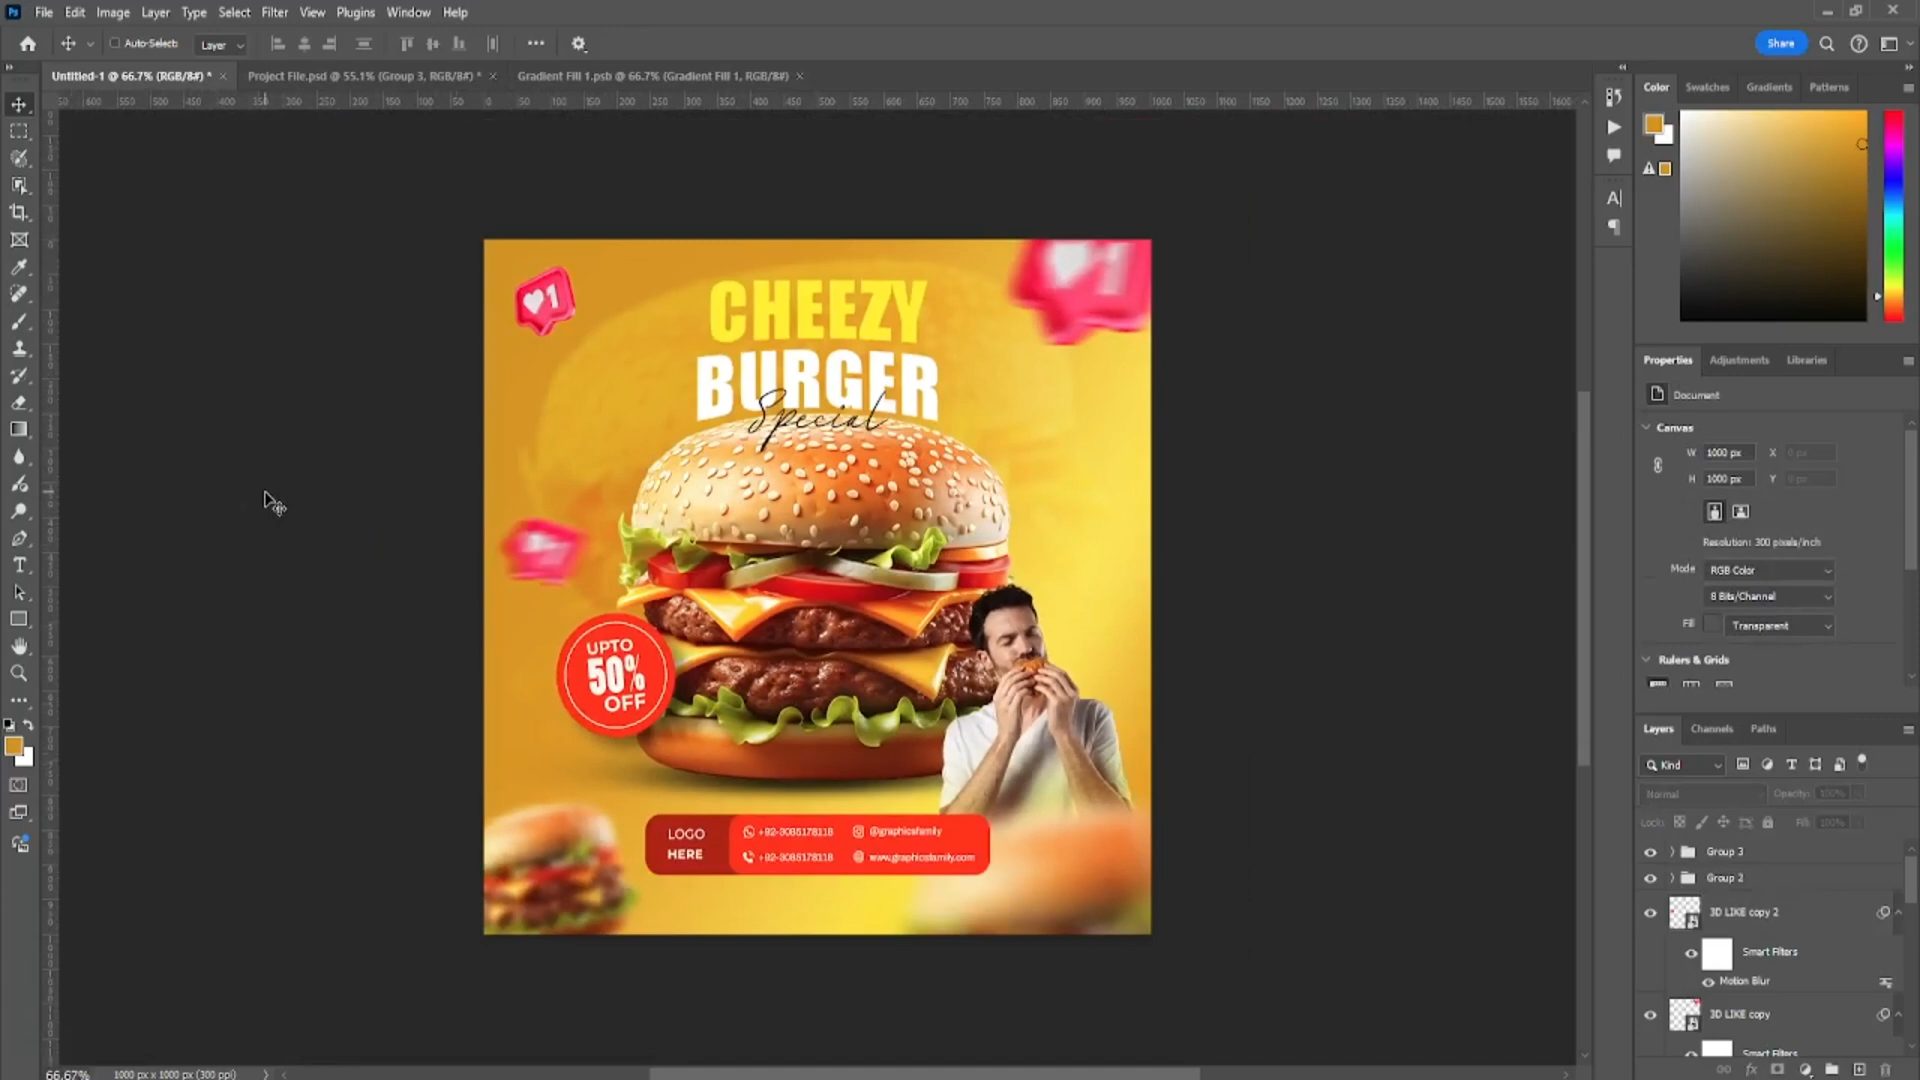 Ps File Edit Image Layer Type Select Filter 3D View Plugins Window Help
Auto-Select: Layer Share
Untitled-1 @ 66.7% (RGB/8#) * Project File.psd @ 55.1% (Group 3, RGB/8#) * Gradient Fill 1.psb @ 66.7% (Gradient Fill 1, RGB/8#)
Color Swatches Gradients Patterns
CHEEZY
BURGER
Special
UPTO
50%
OFF
LOGO
HERE
+92-3085178118 @graphicsfamily
+92-3085178118 www.graphicsfamily.com
Properties Adjustments Libraries
Document
Canvas
W 1000 px X 0 px
H 1000 px Y 0 px
Resolution: 300 pixels/inch
Mode RGB Color
8 Bits/Channel
Fill Transparent
Rulers & Grids
Layers Channels Paths
Kind
Normal Opacity: 100%
Lock: Fill: 100%
Group 3
Group 2
3D LIKE copy 2
Smart Filters
Motion Blur
3D LIKE copy
Smart Filters
66.67% 1000 px x 1000 px (300 ppi)